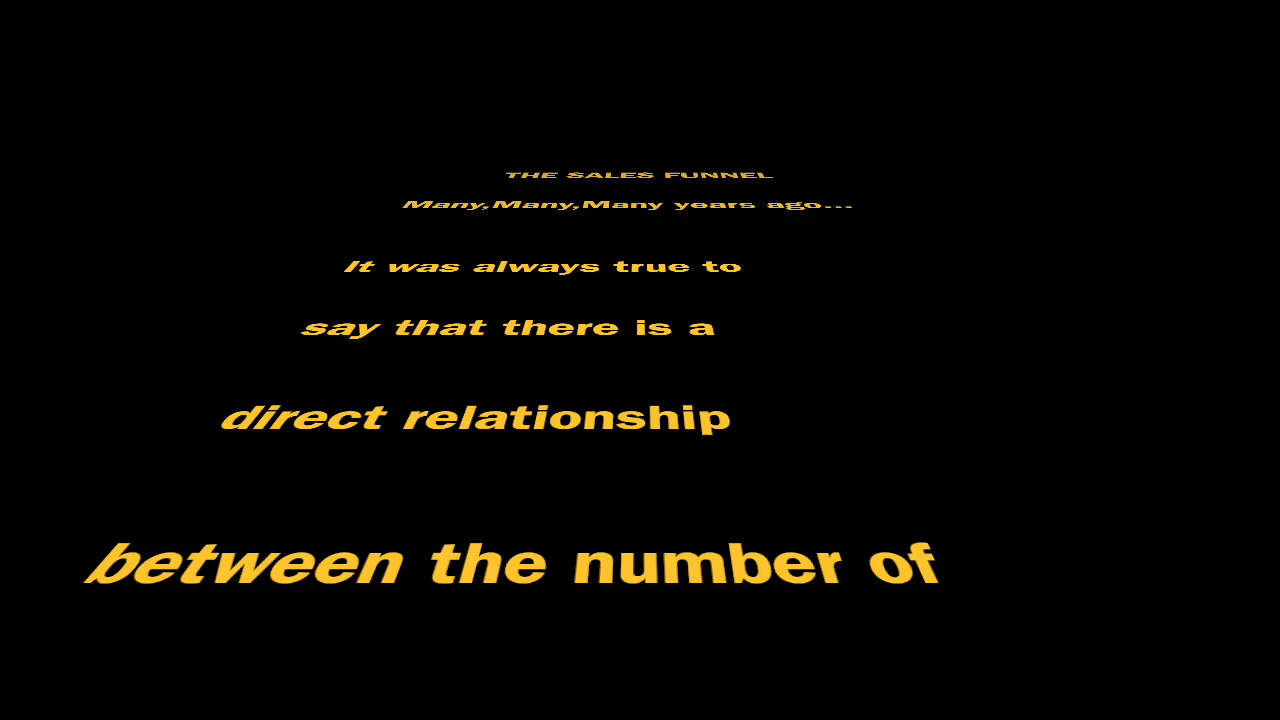 THE SALES FUNNEL
Many,Many,Many years ago...
It was always true to
say that there is a
direct relationship
between the number of